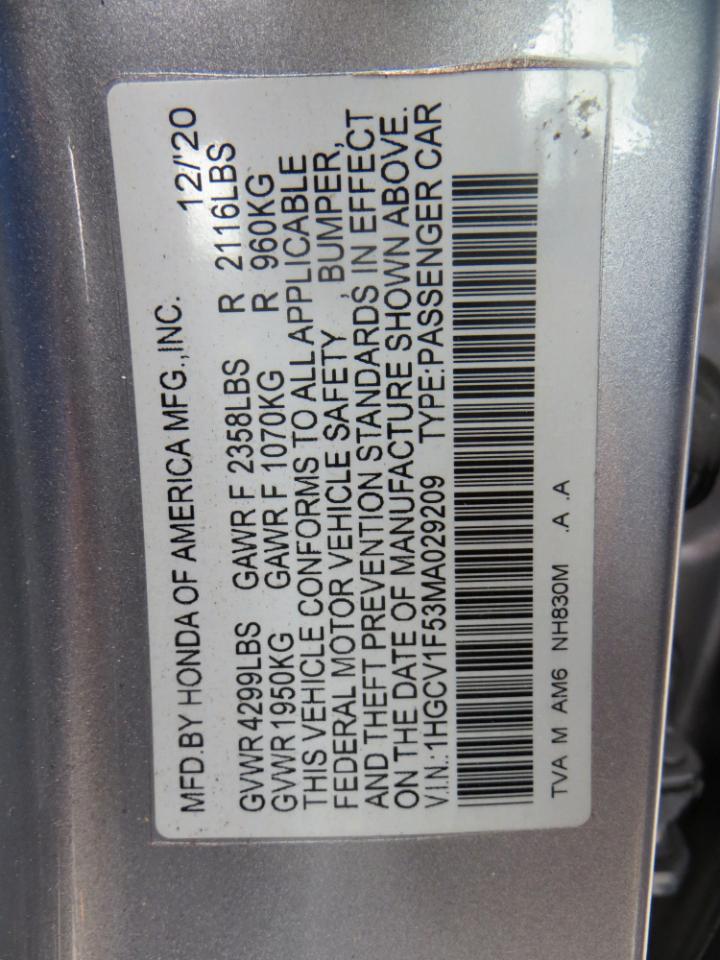 MFD.BY HONDA OF AMERICA MFG.,INC. 12/'20
GVWR 4299LBS GAWR F 2358LBS R 2116LBS
GVWR 1950KG GAWR F 1070KG R 960KG
THIS VEHICLE CONFORMS TO ALL APPLICABLE
FEDERAL MOTOR VEHICLE SAFETY , BUMPER,
AND THEFT PREVENTION STANDARDS IN EFFECT
ON THE DATE OF MANUFACTURE SHOWN ABOVE.
V.I.N.:1HGCV1F53MA029209 TYPE:PASSENGER CAR
TVA M AM6 NH830M .A .A